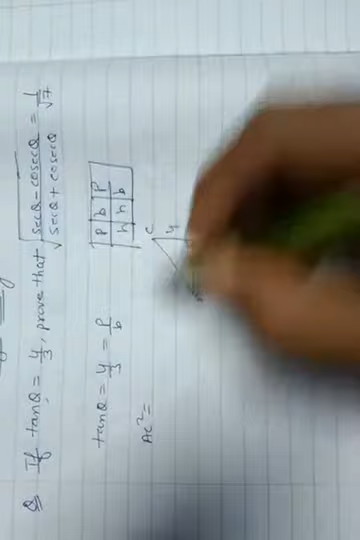 Q If tanθ = 4/3, prove that √(secθ - cosecθ / secθ + cosecθ) = 1/√7
tanθ = 4/3 = p/b
p b p
h h b
AC² =
C
4